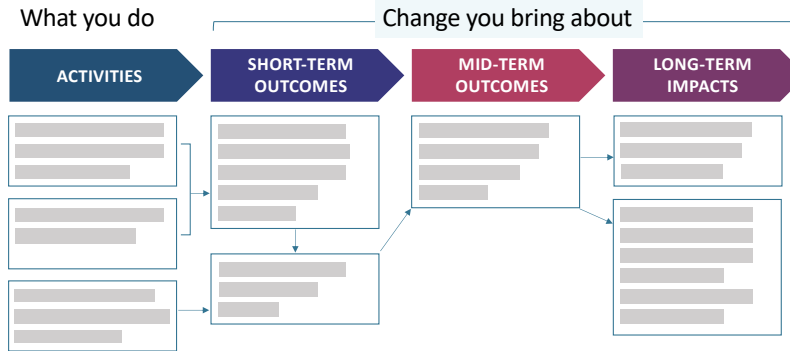 What you do
Change you bring about
ACTIVITIES
SHORT-TERM
OUTCOMES
MID-TERM
OUTCOMES
LONG-TERM
IMPACTS